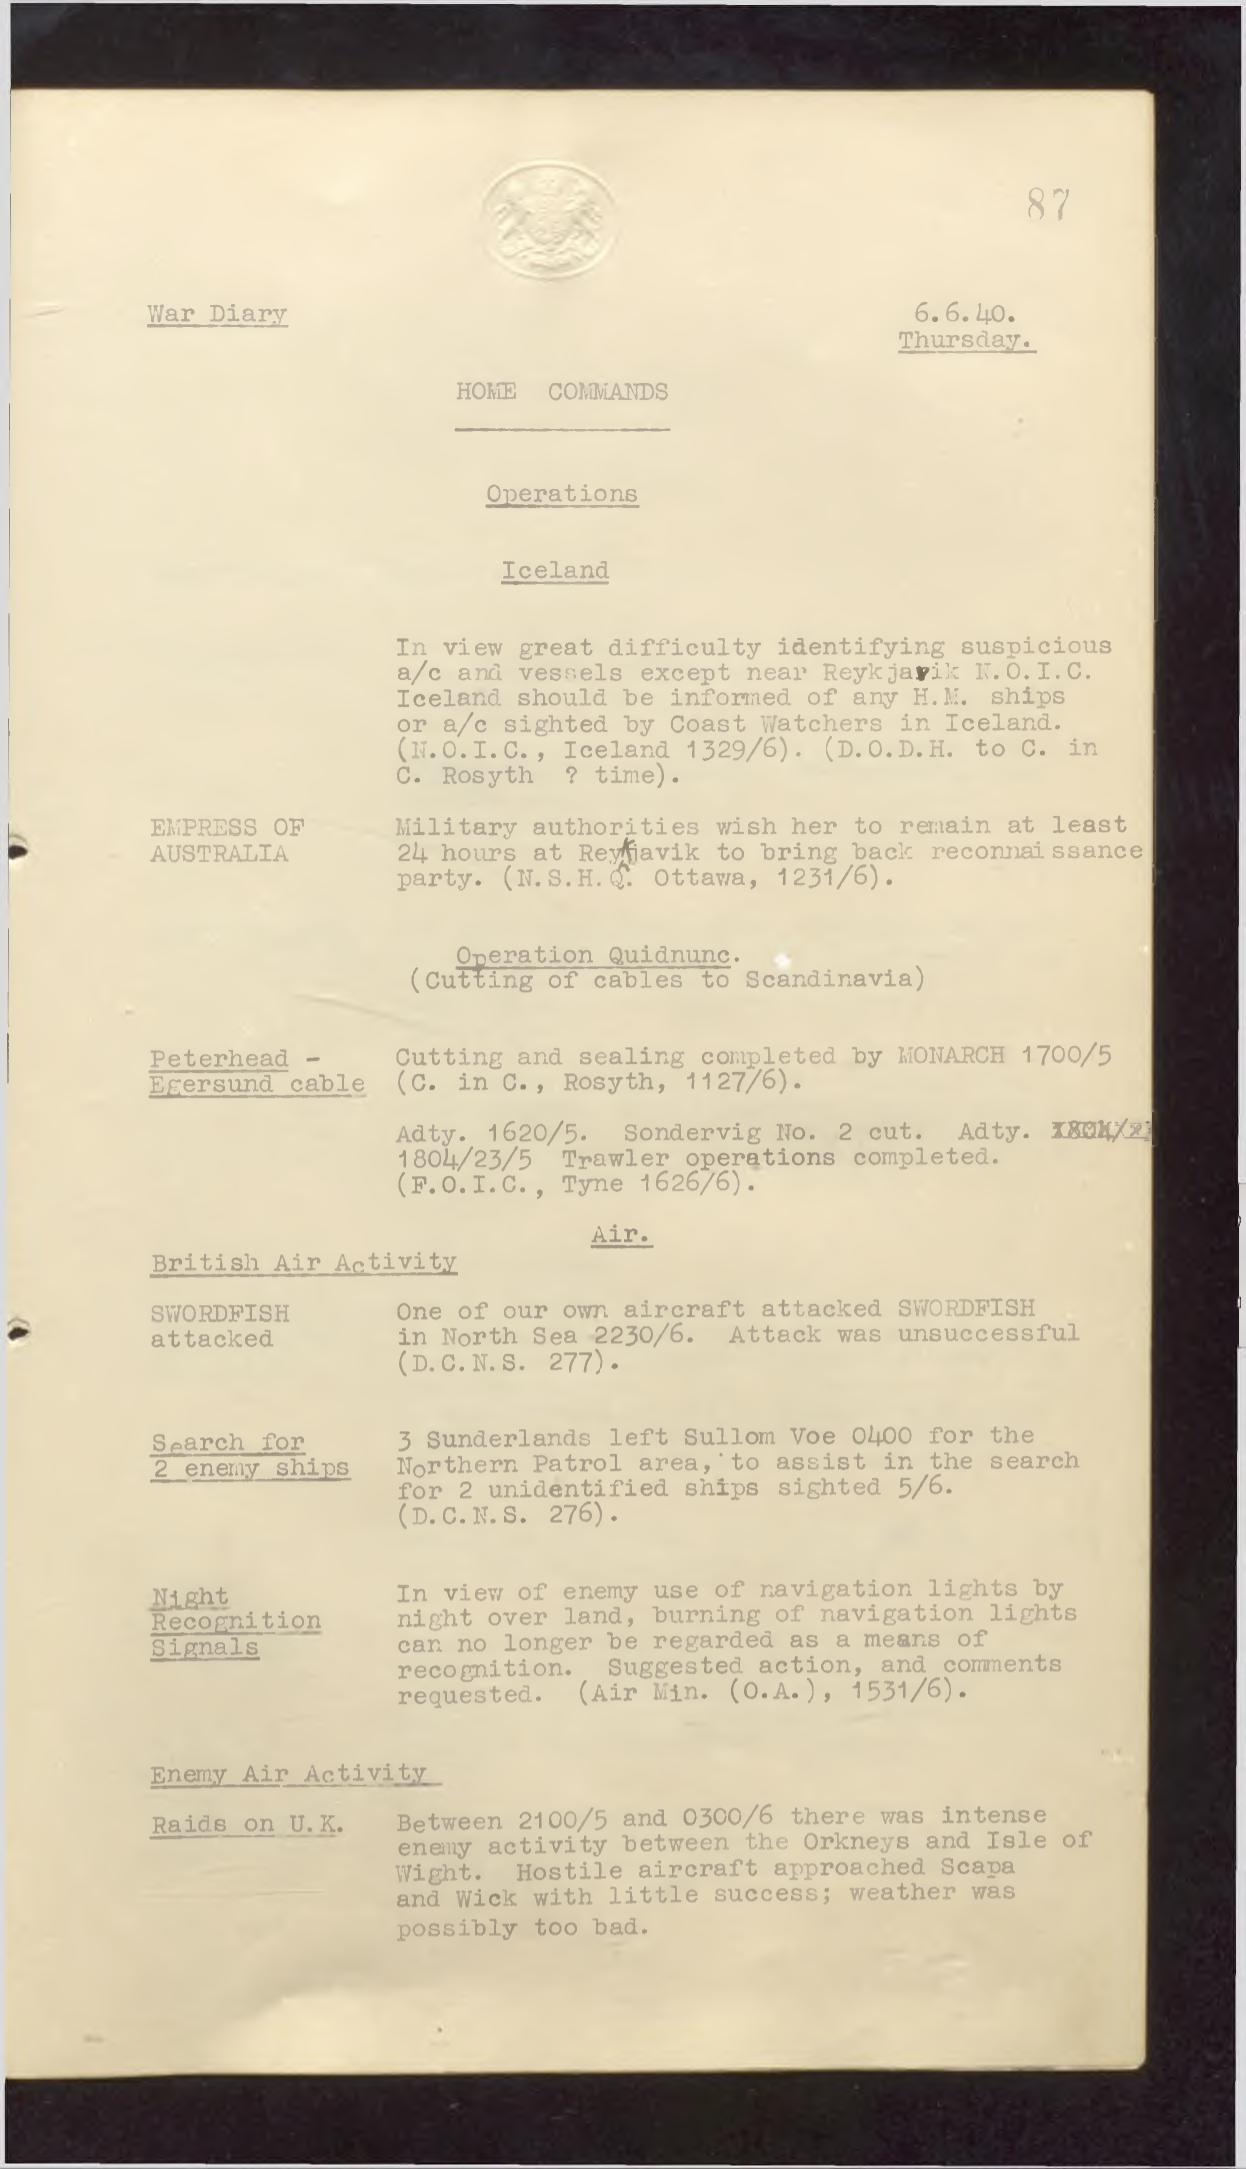 87
War Diary
6.6.40.
Thursday.
HOME COMMANDS
Operations
Iceland
In view great difficulty identifying suspicious
a/c and vessels except near Reykjavik N.O.I.C.
Iceland should be informed of any H.M. ships
or a/c sighted by Coast Watchers in Iceland.
(N.O.I.C., Iceland 1329/6). (D.O.D.H. to C. in
C. Rosyth ? time).
EMPRESS OF
AUSTRALIA
Military authorities wish her to remain at least
24 hours at Reykjavik to bring back reconnaissance
party. (N.S.H.Q. Ottawa, 1231/6).
Operation Quidnunc.
(Cutting of cables to Scandinavia)
Peterhead -
Egersund cable
Cutting and sealing completed by MONARCH 1700/5
(C. in C., Rosyth, 1127/6).
Adty. 1620/5. Sondervig No. 2 cut. Adty.
1804/23/5 Trawler operations completed.
(F.O.I.C., Tyne 1626/6).
Air.
British Air Activity
SWORDFISH
attacked
One of our own aircraft attacked SWORDFISH
in North Sea 2230/6. Attack was unsuccessful
(D.C.N.S. 277).
Search for
2 enemy ships
3 Sunderlands left Sullom Voe 0400 for the
Northern Patrol area, to assist in the search
for 2 unidentified ships sighted 5/6.
(D.C.N.S. 276).
Night
Recognition
Signals
In view of enemy use of navigation lights by
night over land, burning of navigation lights
can no longer be regarded as a means of
recognition. Suggested action, and comments
requested. (Air Min. (O.A.), 1531/6).
Enemy Air Activity
Raids on U.K.
Between 2100/5 and 0300/6 there was intense
enemy activity between the Orkneys and Isle of
Wight. Hostile aircraft approached Scapa
and Wick with little success; weather was
possibly too bad.